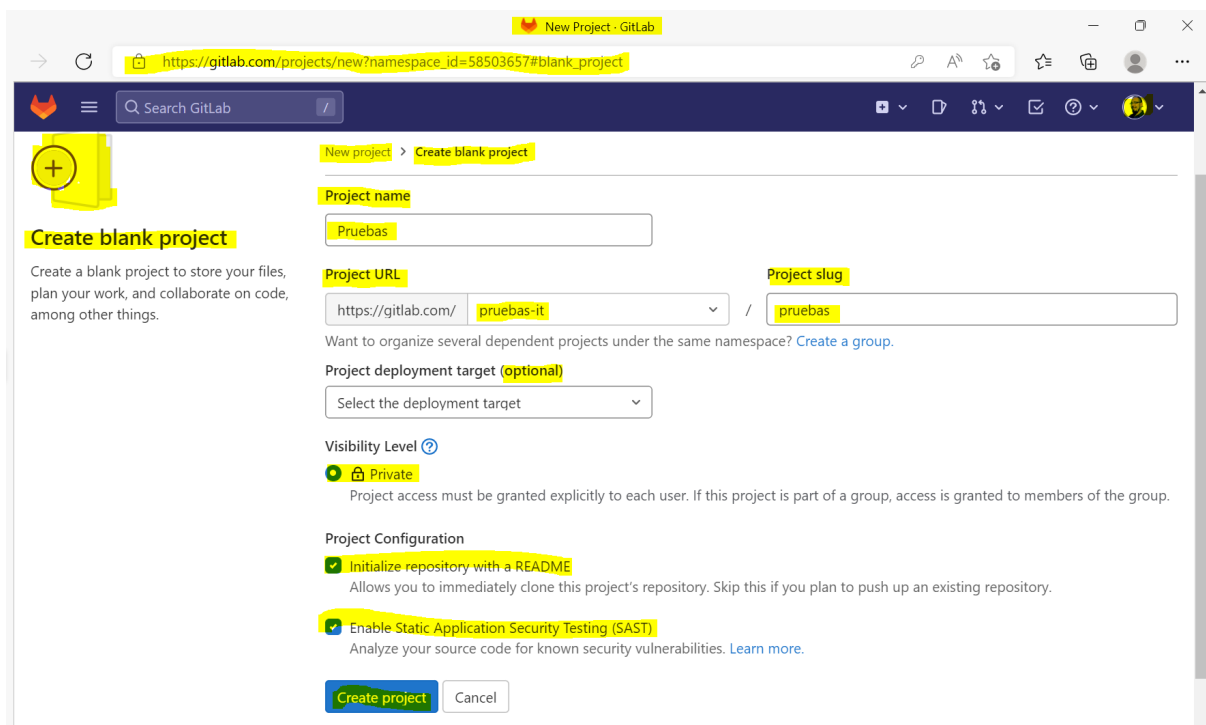 New Project · GitLab
https://gitlab.com/projects/new?namespace_id=58503657#blank_project
Search GitLab /
New project > Create blank project
Create blank project
Create a blank project to store your files,
plan your work, and collaborate on code,
among other things.
Project name
Pruebas
Project URL
Project slug
https://gitlab.com/ pruebas-it / pruebas
Want to organize several dependent projects under the same namespace? Create a group.
Project deployment target (optional)
Select the deployment target
Visibility Level
Private
Project access must be granted explicitly to each user. If this project is part of a group, access is granted to members of the group.
Project Configuration
Initialize repository with a README
Allows you to immediately clone this project's repository. Skip this if you plan to push up an existing repository.
Enable Static Application Security Testing (SAST)
Analyze your source code for known security vulnerabilities. Learn more.
Create project Cancel